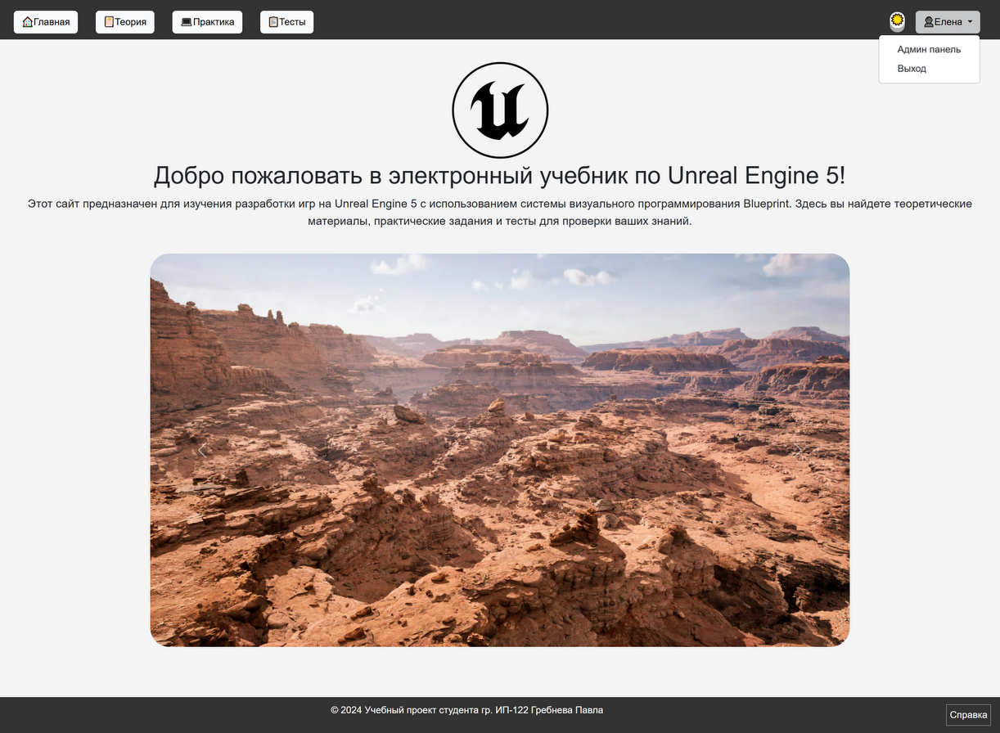 Главная
Теория
Практика
Тесты
Елена
Админ панель
Выход
Добро пожаловать в электронный учебник по Unreal Engine 5!
Этот сайт предназначен для изучения разработки игр на Unreal Engine 5 с использованием системы визуального программирования Blueprint. Здесь вы найдете теоретические
материалы, практические задания и тесты для проверки ваших знаний.
© 2024 Учебный проект студента гр. ИП-122 Гребнева Павла
Справка